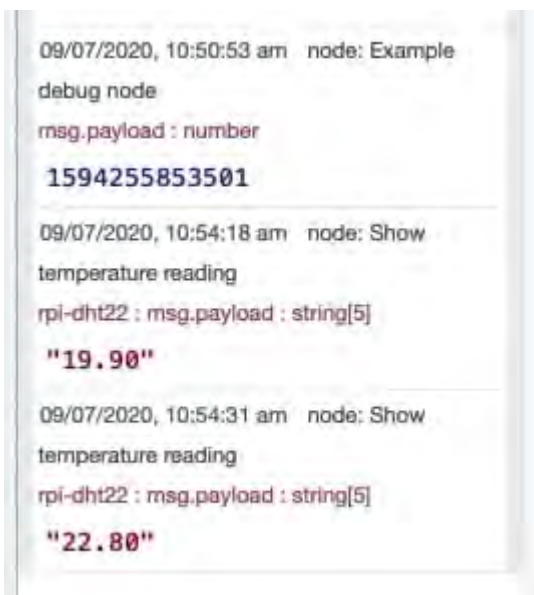 09/07/2020, 10:50:53 am node: Example
debug node
msg.payload : number
1594255853501
09/07/2020, 10:54:18 am node: Show
temperature reading
rpi-dht22 : msg.payload : string[5]
"19.90"
09/07/2020, 10:54:31 am node: Show
temperature reading
rpi-dht22 : msg.payload : string[5]
"22.80"